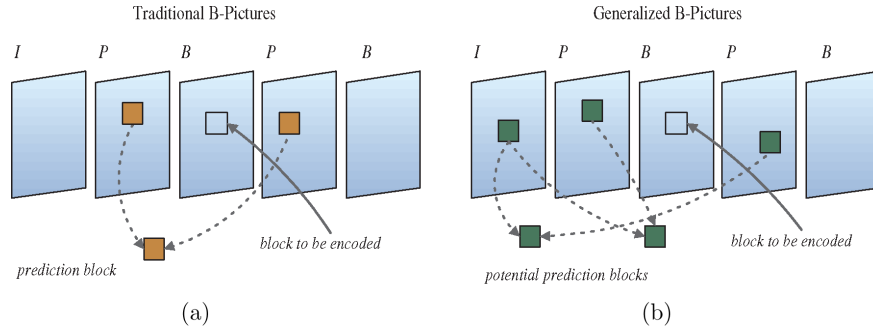 Traditional B-Pictures
I P B P B
block to be encoded
prediction block
(a)
Generalized B-Pictures
I P B P B
block to be encoded
potential prediction blocks
(b)